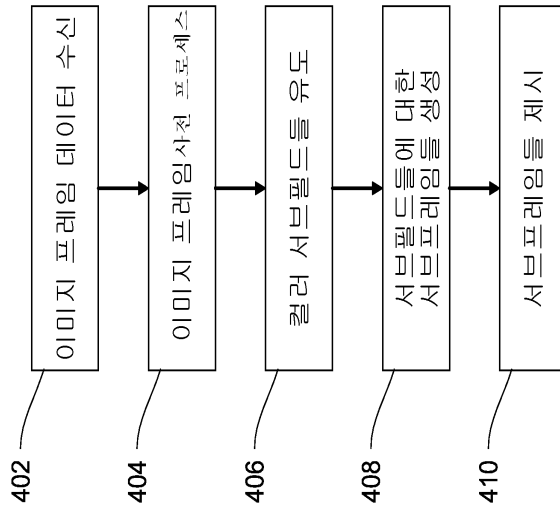 402
이미지 프레임 데이터 수신
404
이미지 프레임사전 프로세스
406
컬러 서브필드들 유도
408
서브필드들에 대한
서브프레임들 생성
410
서브프레임들 제시